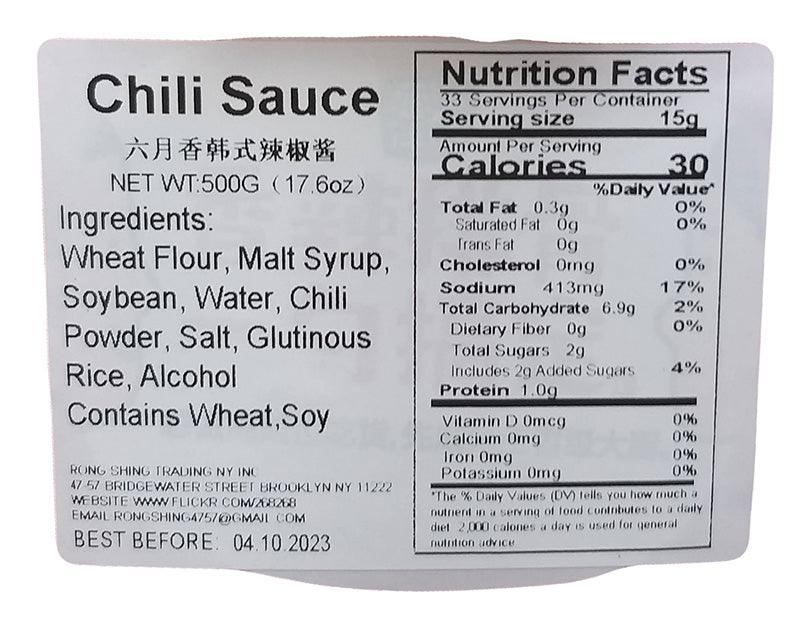 Chili Sauce
六月香韩式辣椒酱
NET WT:500G (17.6oz)
Ingredients:
Wheat Flour, Malt Syrup,
Soybean, Water, Chili
Powder, Salt, Glutinous
Rice, Alcohol
Contains Wheat,Soy
RONG SHING TRADING NY INC
47-57 BRIDGEWATER STREET BROOKLYN NY 11222
WEBSITE WWW FLICKR COM/268268
EMAIL RONGSHING4757@GMAIL COM
BEST BEFORE: 04.10.2023
Nutrition Facts
33 Servings Per Container
Serving size 15g
Amount Per Serving
Calories 30
%Daily Value*
Total Fat 0.3g 0%
Saturated Fat 0g 0%
Trans Fat 0g
Cholesterol 0mg 0%
Sodium 413mg 17%
Total Carbohydrate 6.9g 2%
Dietary Fiber 0g 0%
Total Sugars 2g
Includes 2g Added Sugars 4%
Protein 1.0g
Vitamin D 0mcg 0%
Calcium 0mg 0%
Iron 0mg 0%
Potassium 0mg 0%
*The % Daily Values (DV) tells you how much a
nutrient in a serving of food contributes to a daily
diet 2,000 calories a day is used for general
nutrition advice